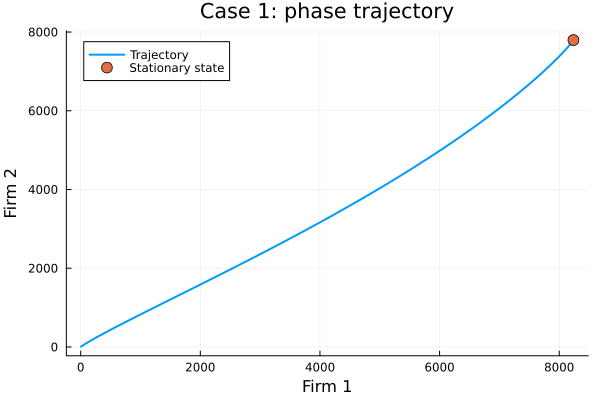 Case 1: phase trajectory
Trajectory
Stationary state
8000
6000
4000
2000
0
Firm 2
0 2000 4000 6000 8000
Firm 1